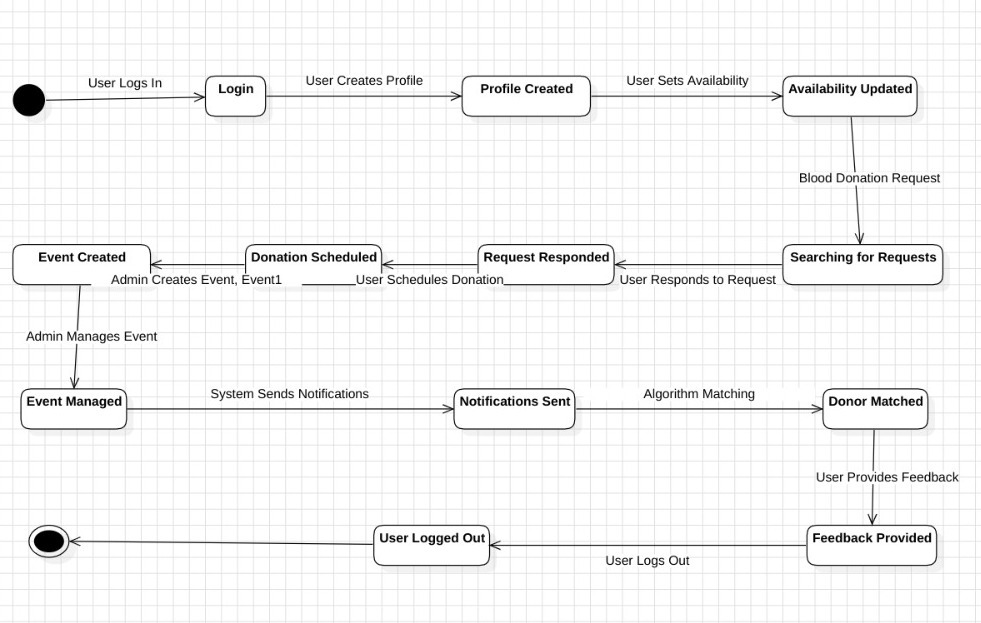 User Logs In
User Creates Profile
User Sets Availability
Login
Profile Created
Availability Updated
Blood Donation Request
Event Created
Donation Scheduled
Request Responded
Searching for Requests
Admin Creates Event, Event1
User Schedules Donation
User Responds to Request
Admin Manages Event
System Sends Notifications
Algorithm Matching
Event Managed
Notifications Sent
Donor Matched
User Provides Feedback
User Logged Out
Feedback Provided
User Logs Out